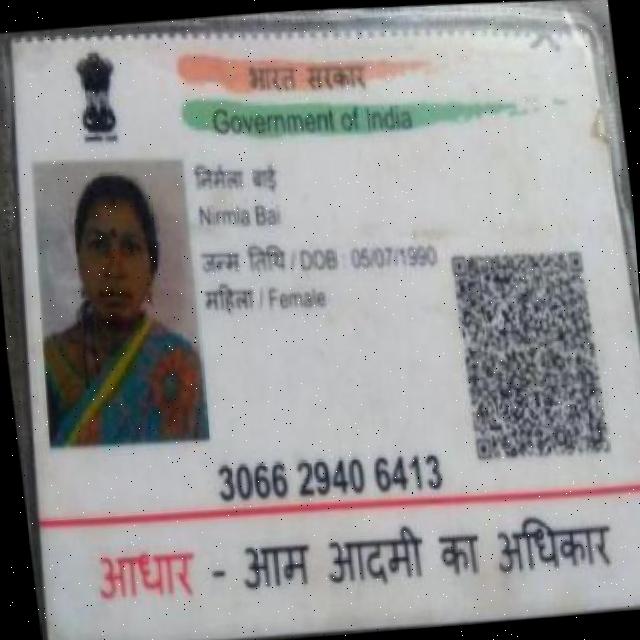 भारत सरकार
Government of India
निर्मला बाई
Nirmla Bai
जन्म तिथि / DOB : 05/07/1990
महिला / Female
3066 2940 6413
आधार - आम आदमी का अधिकार